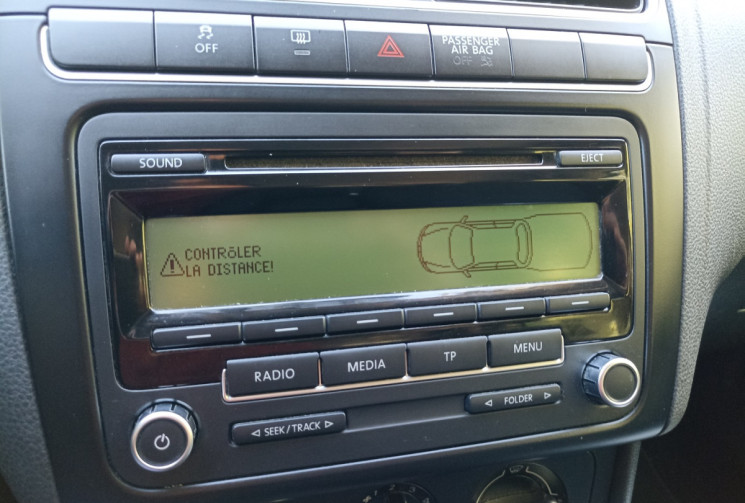 OFF
PASSENGER
AIR BAG
OFF
SOUND
EJECT
CONTRÔLER
LA DISTANCE!
RADIO
MEDIA
TP
MENU
SEEK / TRACK
FOLDER